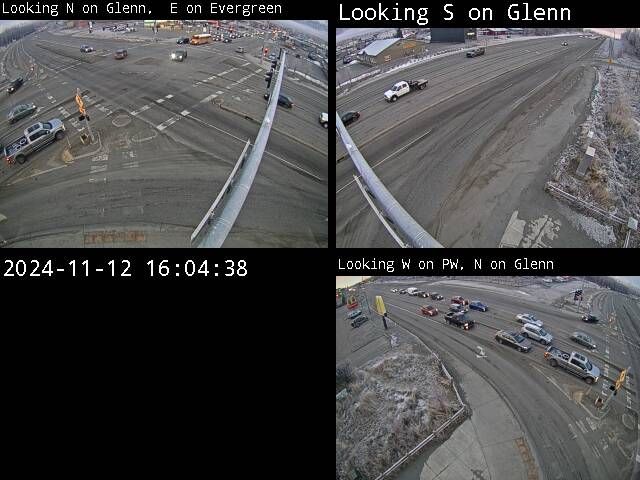 Looking N on Glenn,  E on Evergreen
Looking S on Glenn
2024-11-12 16:04:38
Looking W on PW, N on Glenn